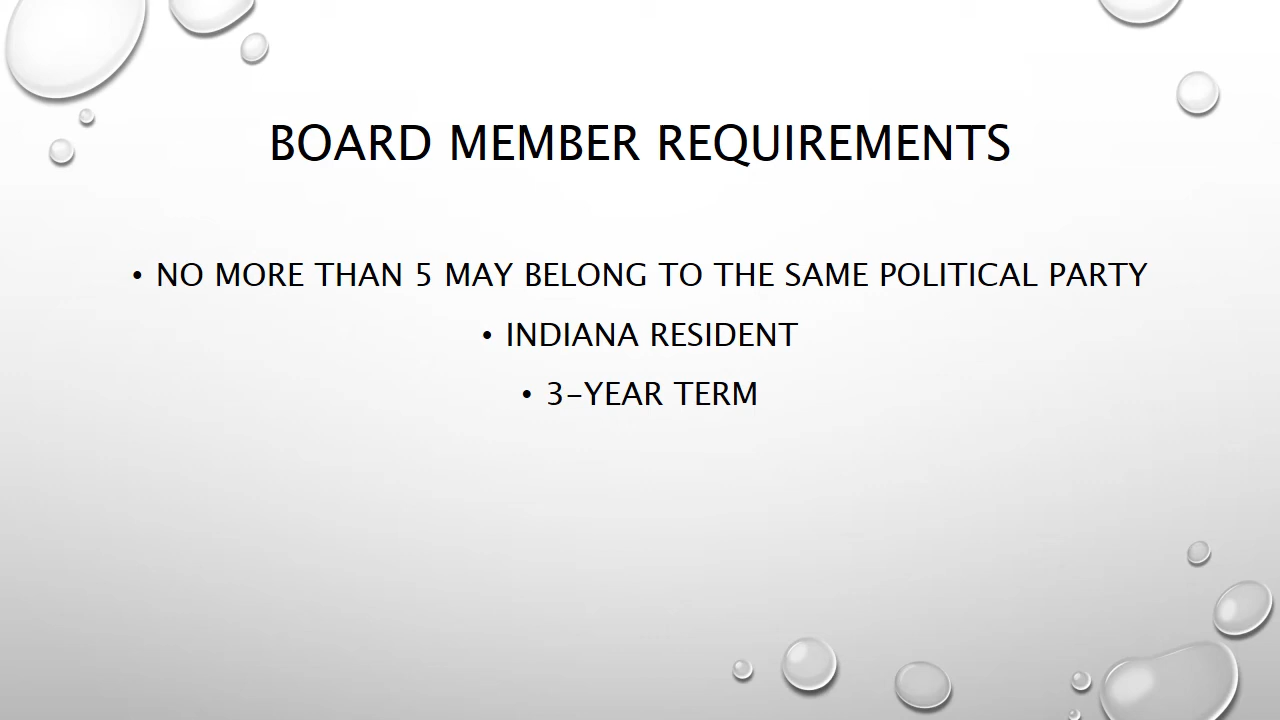 BOARD MEMBER REQUIREMENTS
• NO MORE THAN 5 MAY BELONG TO THE SAME POLITICAL PARTY
• INDIANA RESIDENT
• 3-YEAR TERM